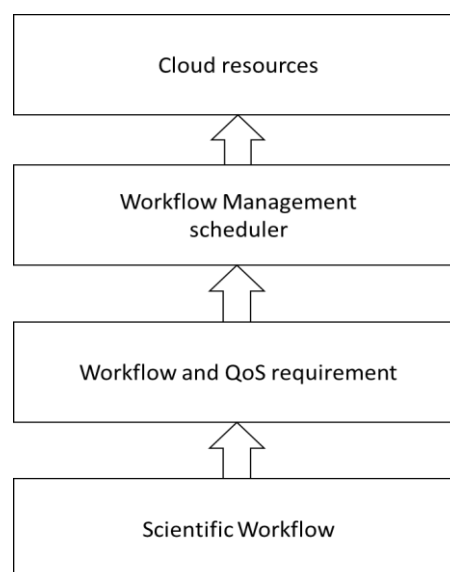 Cloud resources
Workflow Management
scheduler
Workflow and QoS requirement
Scientific Workflow